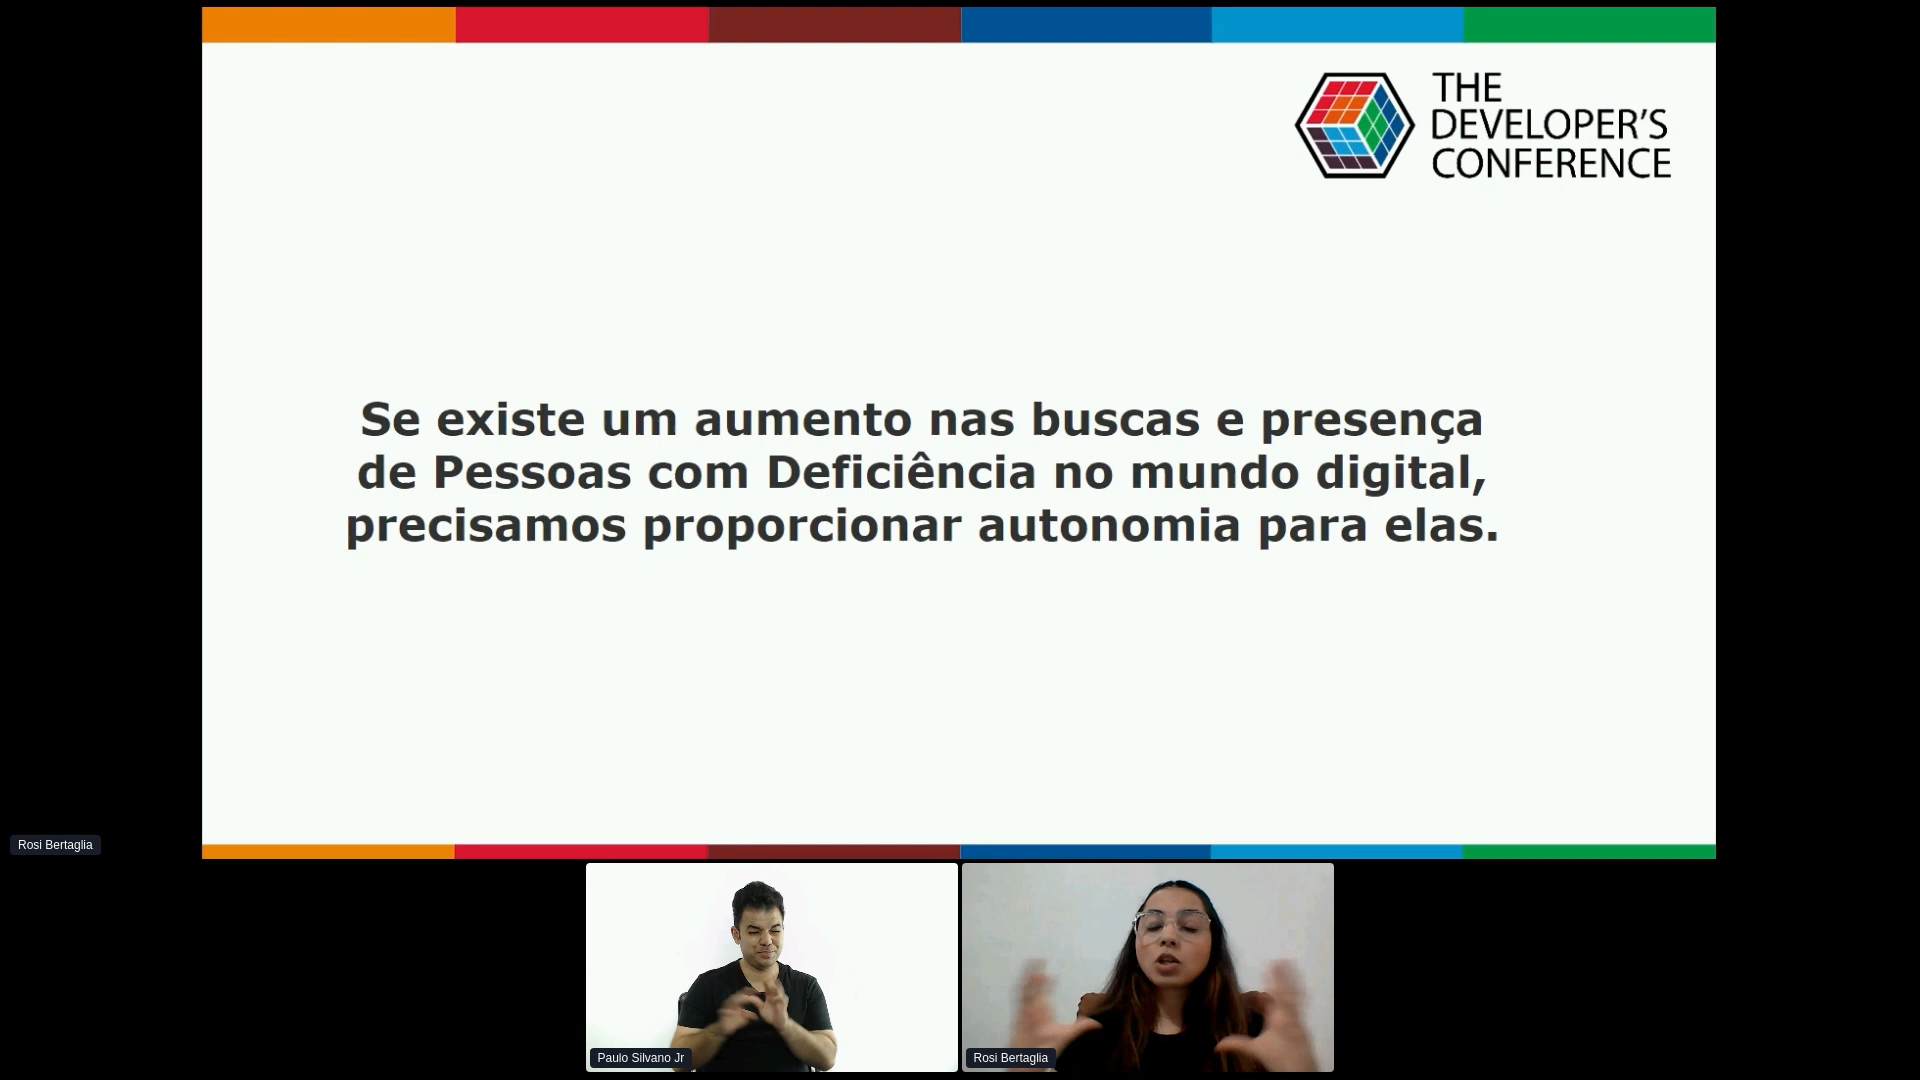 THE
DEVELOPER'S
CONFERENCE
Se existe um aumento nas buscas e presença
de Pessoas com Deficiência no mundo digital,
precisamos proporcionar autonomia para elas.
Rosi Bertaglia
Paulo Silvano Jr
Rosi Bertaglia